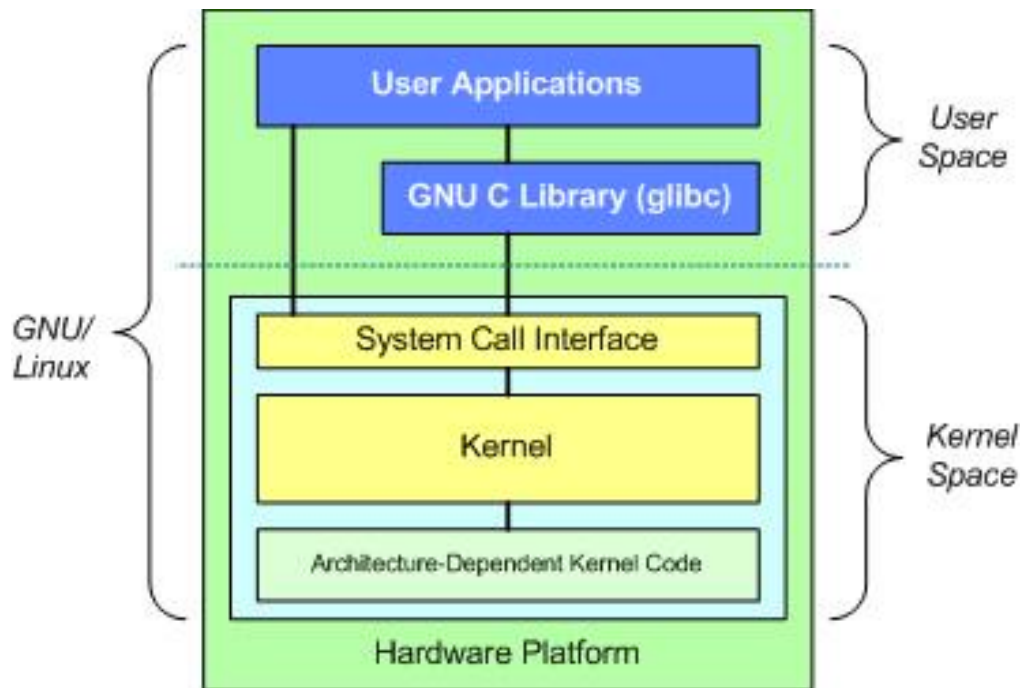 User Applications
User
Space
GNU C Library (glibc)
GNU/
Linux
System Call Interface
Kernel
Kernel
Space
Architecture-Dependent Kernel Code
Hardware Platform